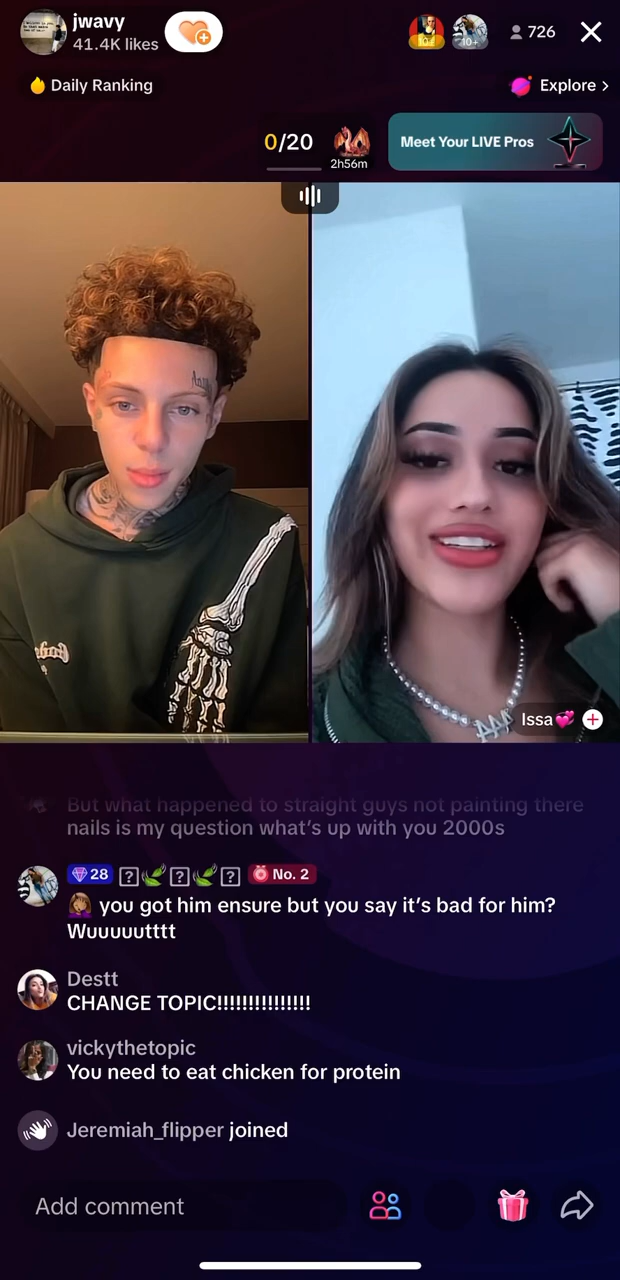 jwavy
41.4K likes
10+
10+
726
Daily Ranking
Explore >
0/20
2h56m
Meet Your LIVE Pros
Issa💞
But what happened to straight guys not painting there
nails is my question what's up with you 2000s
28
No. 2
🤦🏾‍♀️ you got him ensure but you say it's bad for him?
Wuuuuutttt
Destt
CHANGE TOPIC!!!!!!!!!!!!!!!
vickythetopic
You need to eat chicken for protein
Jeremiah_flipper joined
Add comment